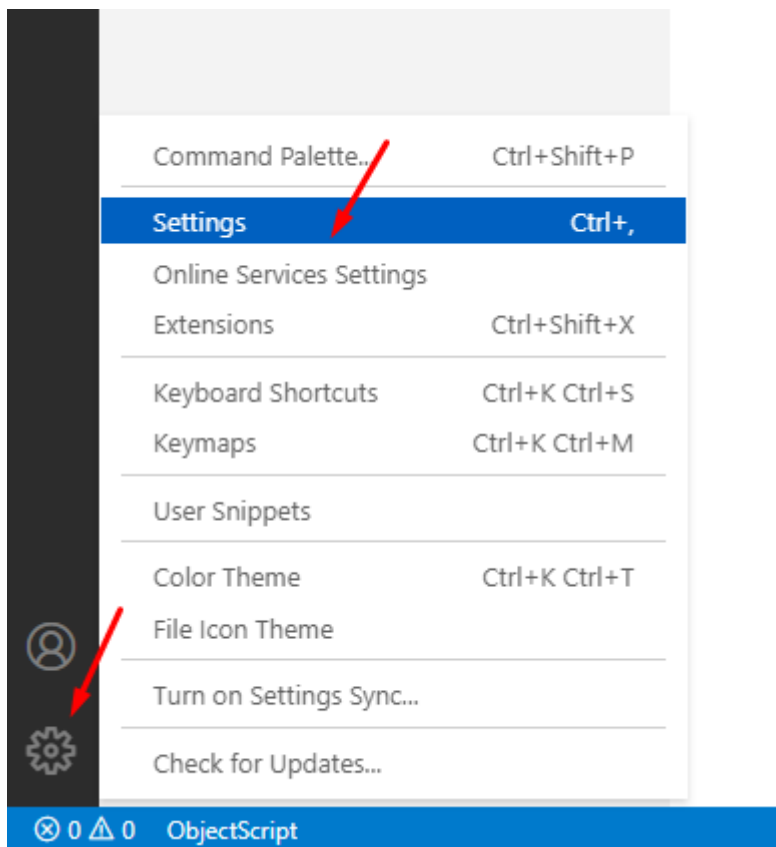 Command Palette... Ctrl+Shift+P
Settings Ctrl+,
Online Services Settings
Extensions Ctrl+Shift+X
Keyboard Shortcuts Ctrl+K Ctrl+S
Keymaps Ctrl+K Ctrl+M
User Snippets
Color Theme Ctrl+K Ctrl+T
File Icon Theme
Turn on Settings Sync...
Check for Updates...
0 0 ObjectScript